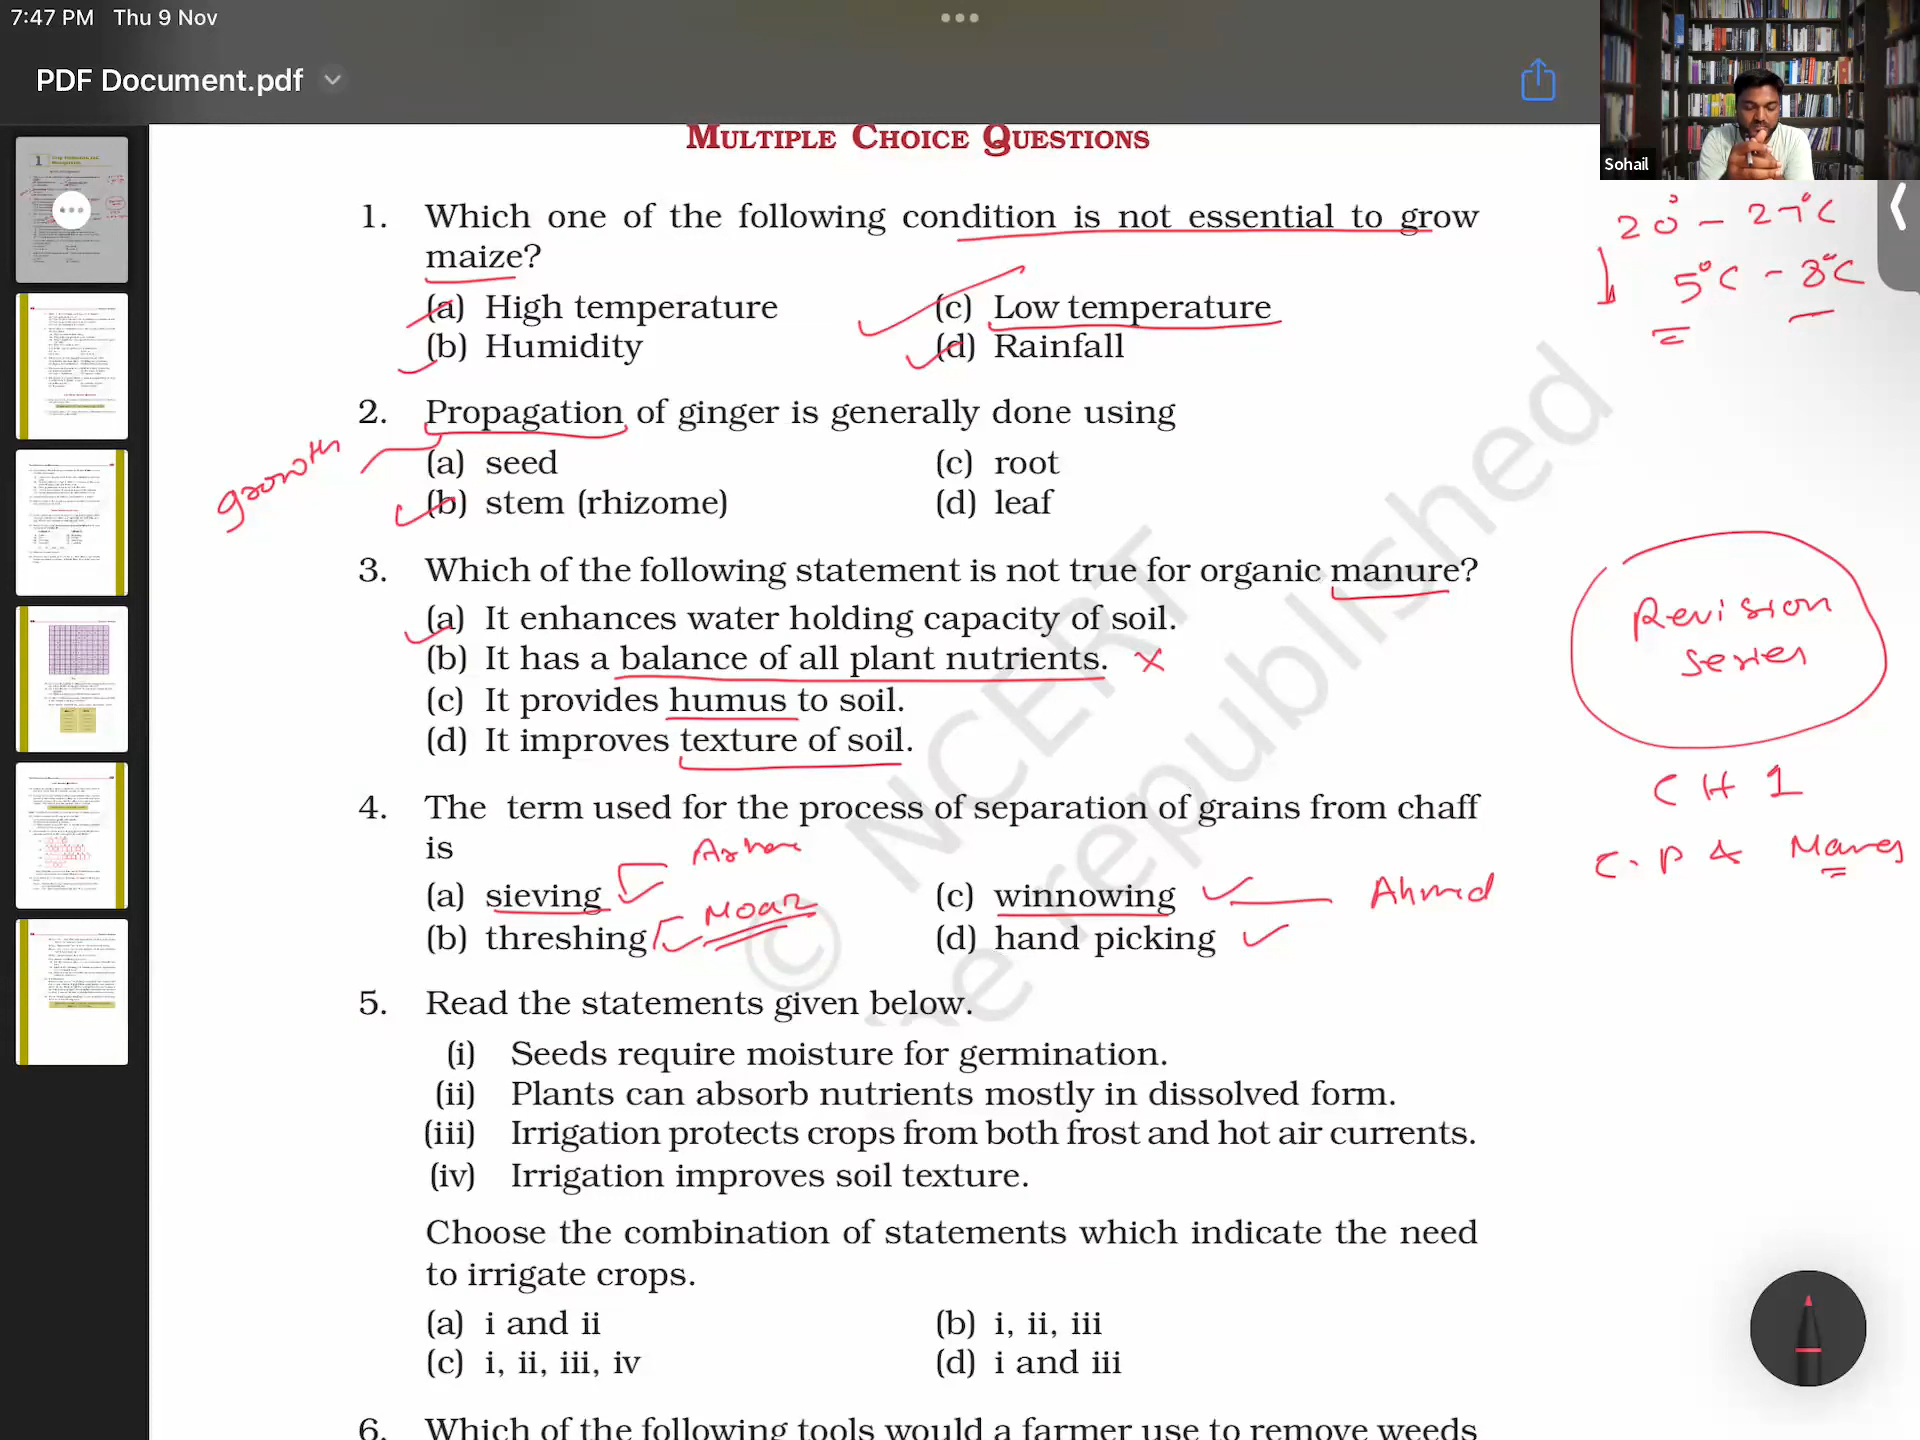 7:47 PM Thu 9 Nov
PDF Document.pdf
Sohail
MULTIPLE CHOICE QUESTIONS
1. Which one of the following condition is not essential to grow
maize?
(a) High temperature (c) Low temperature
(b) Humidity (d) Rainfall
20° – 27°C
5°C – 8°C
2. Propagation of ginger is generally done using
growth
(a) seed (c) root
(b) stem (rhizome) (d) leaf
3. Which of the following statement is not true for organic manure?
(a) It enhances water holding capacity of soil.
(b) It has a balance of all plant nutrients. x
(c) It provides humus to soil.
(d) It improves texture of soil.
Revision
series
CH 1
4. The term used for the process of separation of grains from chaff
is
(a) sieving (c) winnowing Ahmed
(b) threshing Moaz (d) hand picking
5. Read the statements given below.
(i) Seeds require moisture for germination.
(ii) Plants can absorb nutrients mostly in dissolved form.
(iii) Irrigation protects crops from both frost and hot air currents.
(iv) Irrigation improves soil texture.
Choose the combination of statements which indicate the need
to irrigate crops.
(a) i and ii (b) i, ii, iii
(c) i, ii, iii, iv (d) i and iii
6. Which of the following tools would a farmer use to remove weeds
© NCERT
be republished